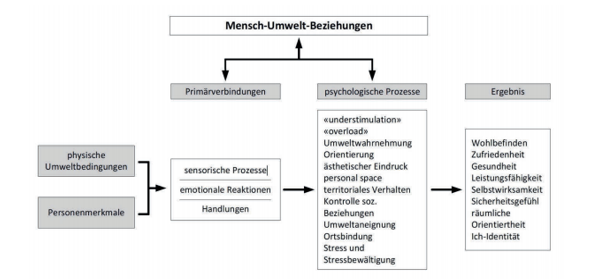 Mensch-Umwelt-Beziehungen
Primärverbindungen
psychologische Prozesse
Ergebnis
physische
Umweltbedingungen
Personenmerkmale
sensorische Prozesse
emotionale Reaktionen
Handlungen
«understimulation»
«overload»
Umweltwahrnehmung
Orientierung
ästhetischer Eindruck
personal space
territoriales Verhalten
Kontrolle soz.
Beziehungen
Umweltaneignung
Ortsbindung
Stress und
Stressbewältigung
Wohlbefinden
Zufriedenheit
Gesundheit
Leistungsfähigkeit
Selbstwirksamkeit
Sicherheitsgefühl
räumliche
Orientiertheit
Ich-Identität